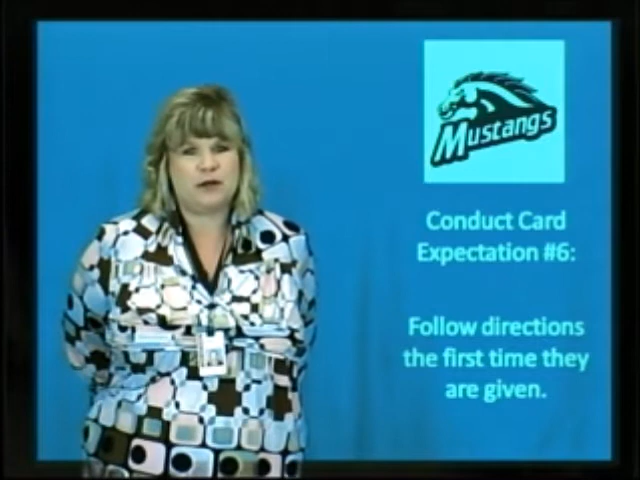 Mustangs
Conduct Card
Expectation #6:
Follow directions
the first time they
are given.